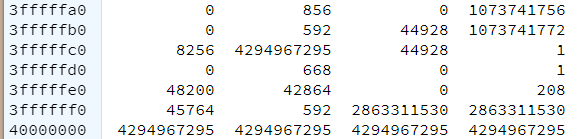 3fffffa0 0 856 0 1073741756
3fffffb0 0 592 44928 1073741772
3fffffc0 8256 4294967295 44928 1
3fffffd0 0 668 0 1
3fffffe0 48200 42864 0 208
3ffffff0 45764 592 2863311530 2863311530
40000000 4294967295 4294967295 4294967295 4294967295